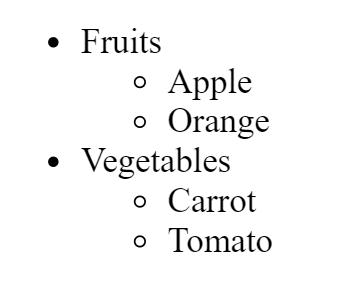 Fruits
Apple
Orange
Vegetables
Carrot
Tomato